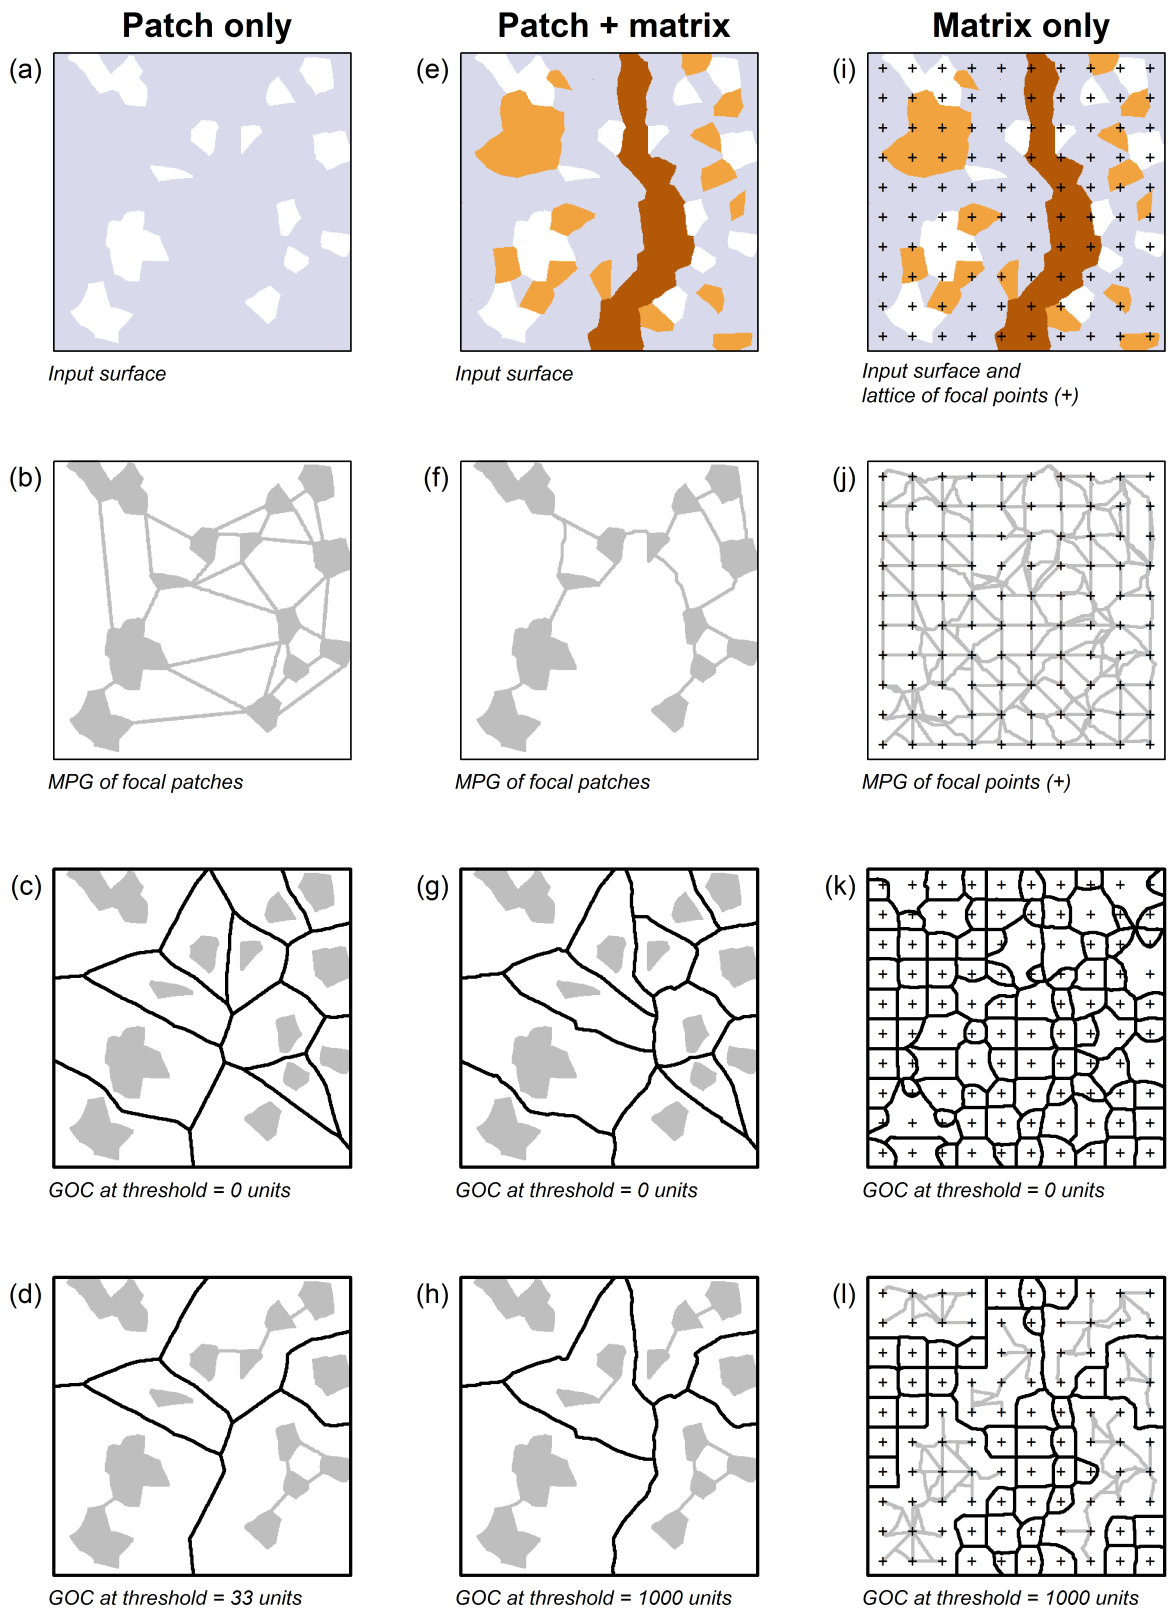 Patch only
Patch + matrix
Matrix only
(a)
(e)
(i)
Input surface
Input surface
Input surface and
lattice of focal points (+)
(b)
(f)
(j)
MPG of focal patches
MPG of focal patches
MPG of focal points (+)
(c)
(g)
(k)
GOC at threshold = 0 units
GOC at threshold = 0 units
GOC at threshold = 0 units
(d)
(h)
(l)
GOC at threshold = 33 units
GOC at threshold = 1000 units
GOC at threshold = 1000 units